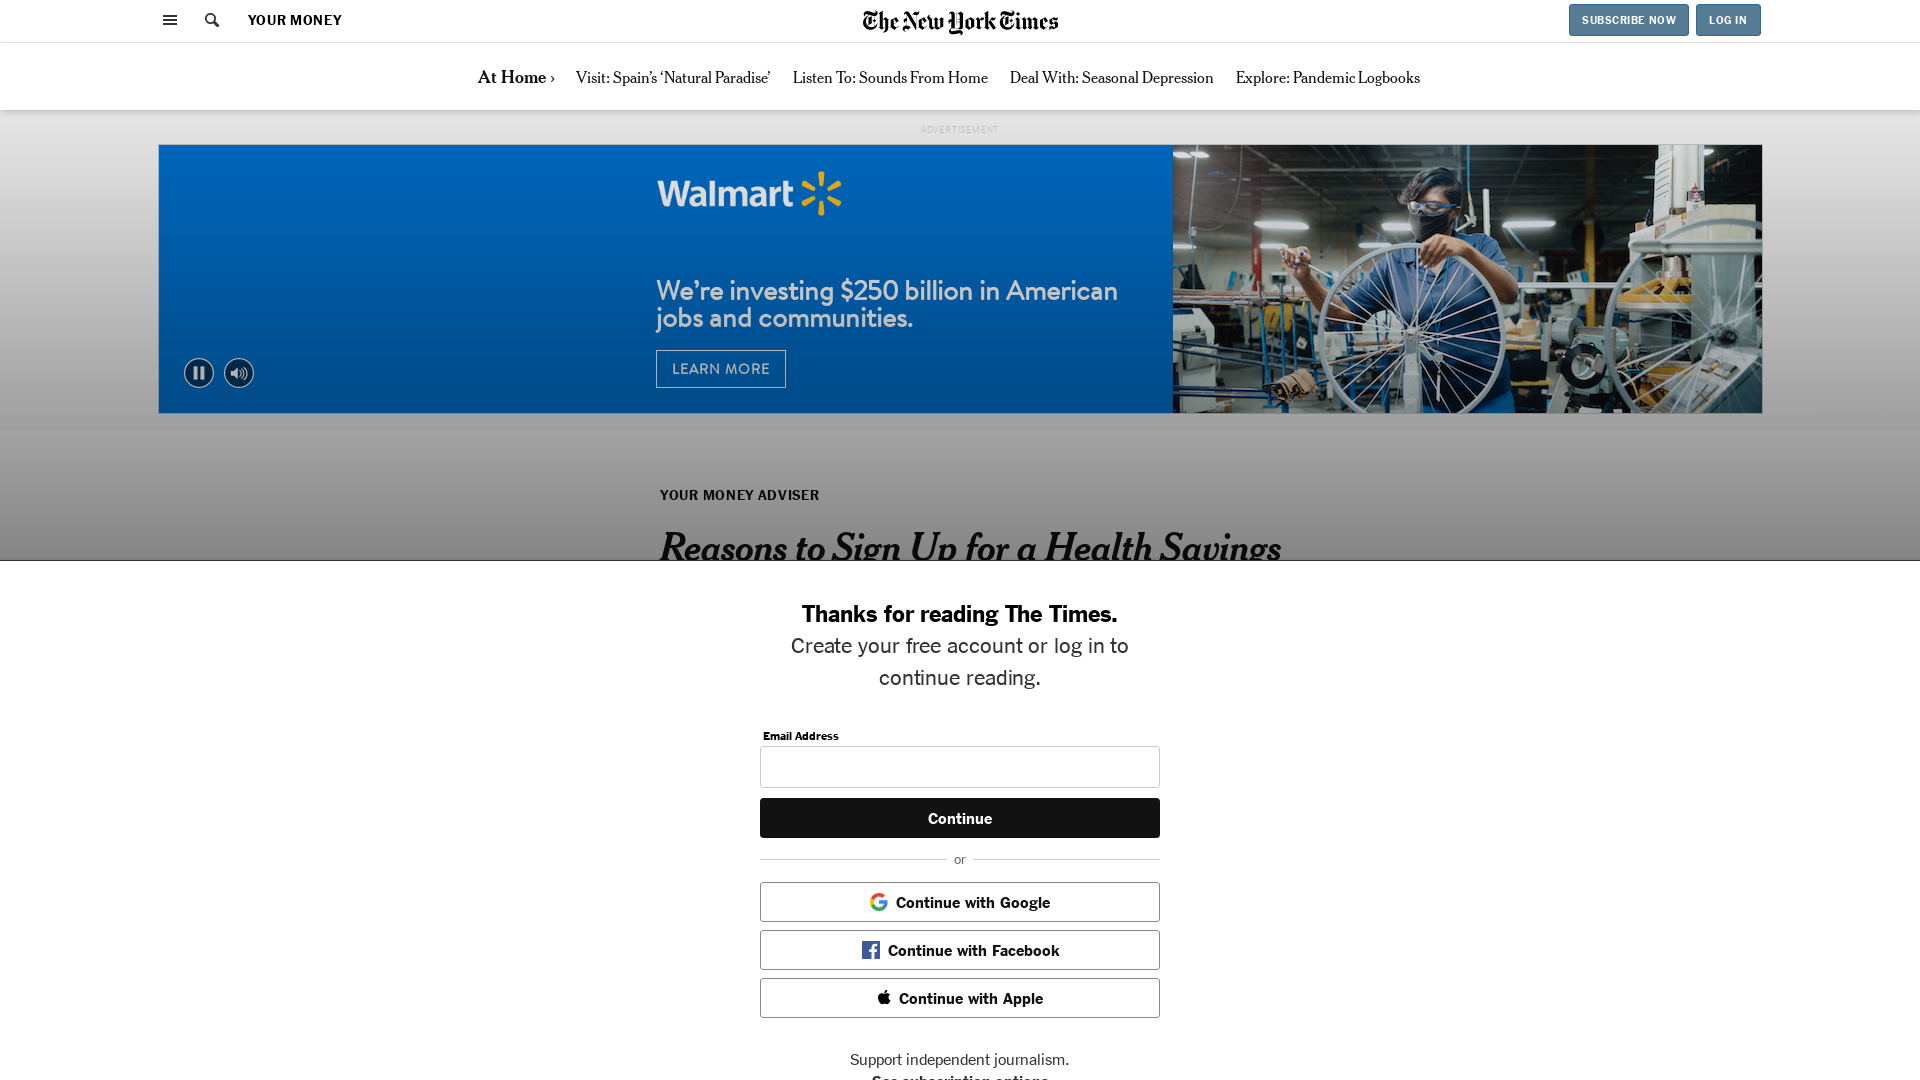 YOUR MONEY
The New York Times
SUBSCRIBE NOW
LOG IN
At Home ›
Visit: Spain’s ‘Natural Paradise’
Listen To: Sounds From Home
Deal With: Seasonal Depression
Explore: Pandemic Logbooks
ADVERTISEMENT
Walmart
We’re investing $250 billion in American
jobs and communities.
LEARN MORE
YOUR MONEY ADVISER
Reasons to Sign Up for a Health Savings
Thanks for reading The Times.
Create your free account or log in to
continue reading.
Email Address
Continue
or
Continue with Google
Continue with Facebook
Continue with Apple
Support independent journalism.
See subscription options